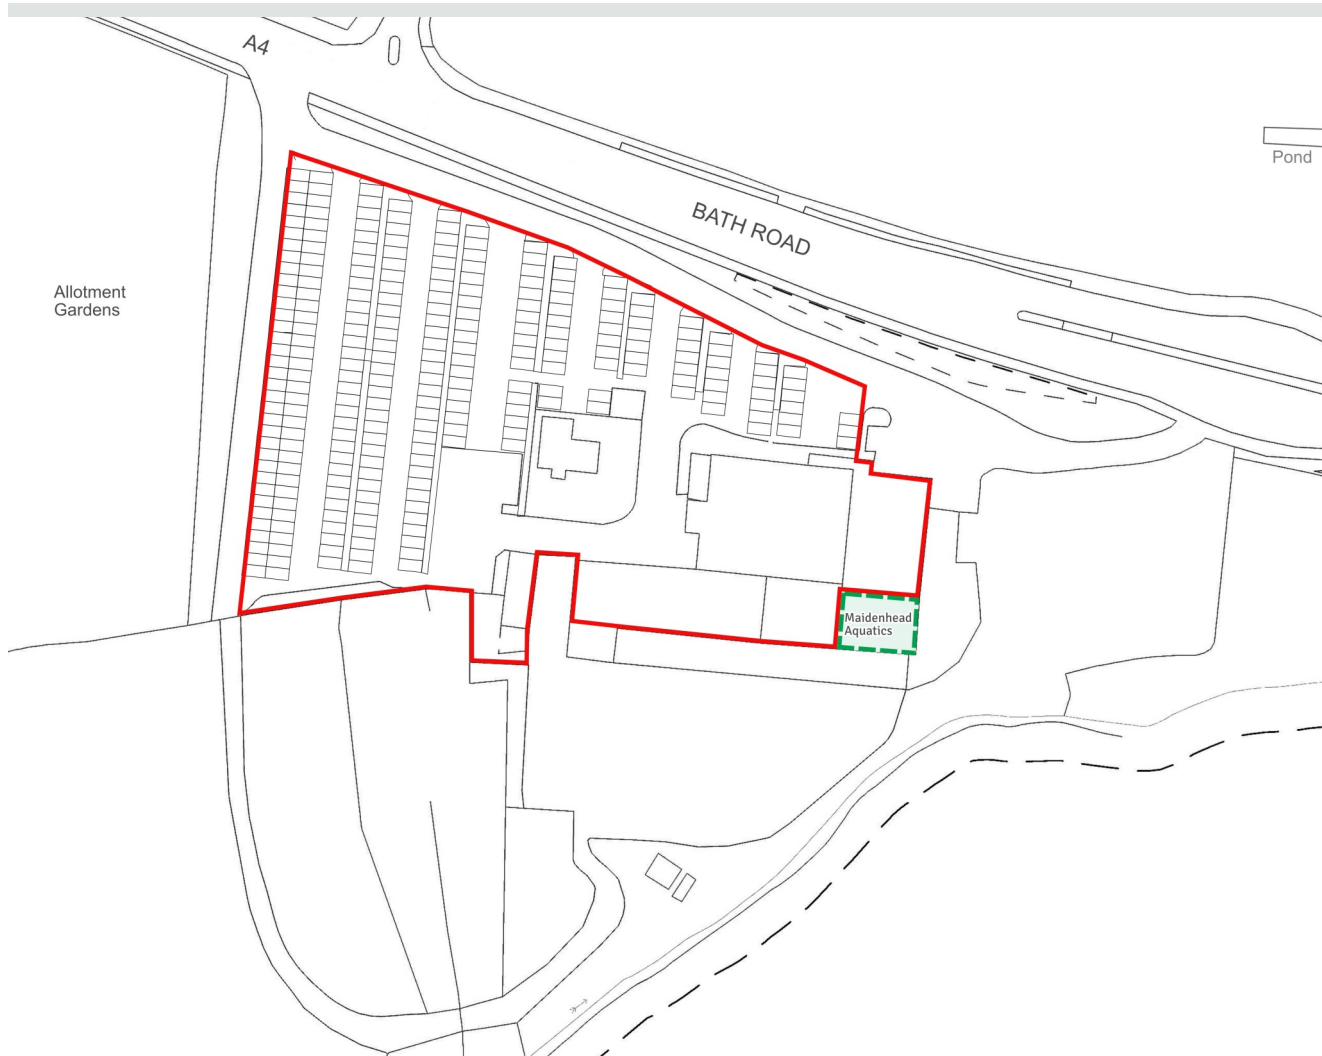 A4
Pond
BATH ROAD
Allotment
Gardens
Maidenhead
Aquatics